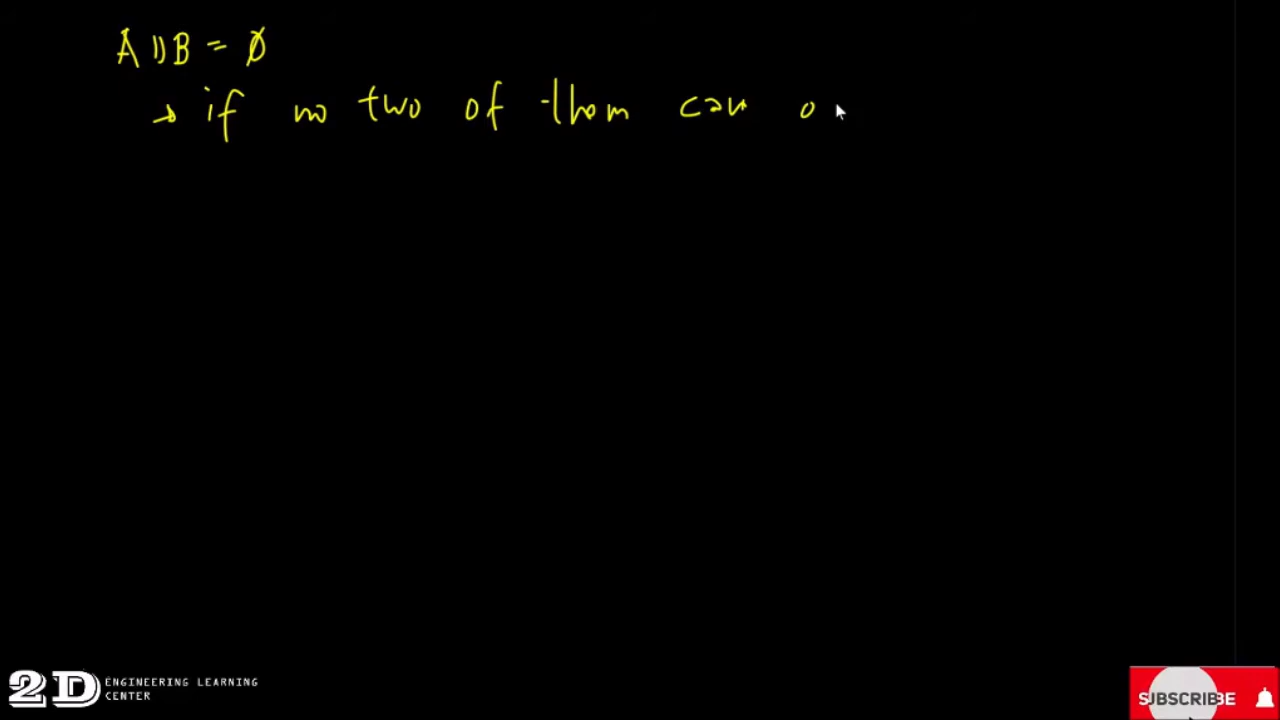 A ∩ B = Ø
→ if no two of them can o
2D ENGINEERING LEARNING
CENTER
SUBSCRIBE